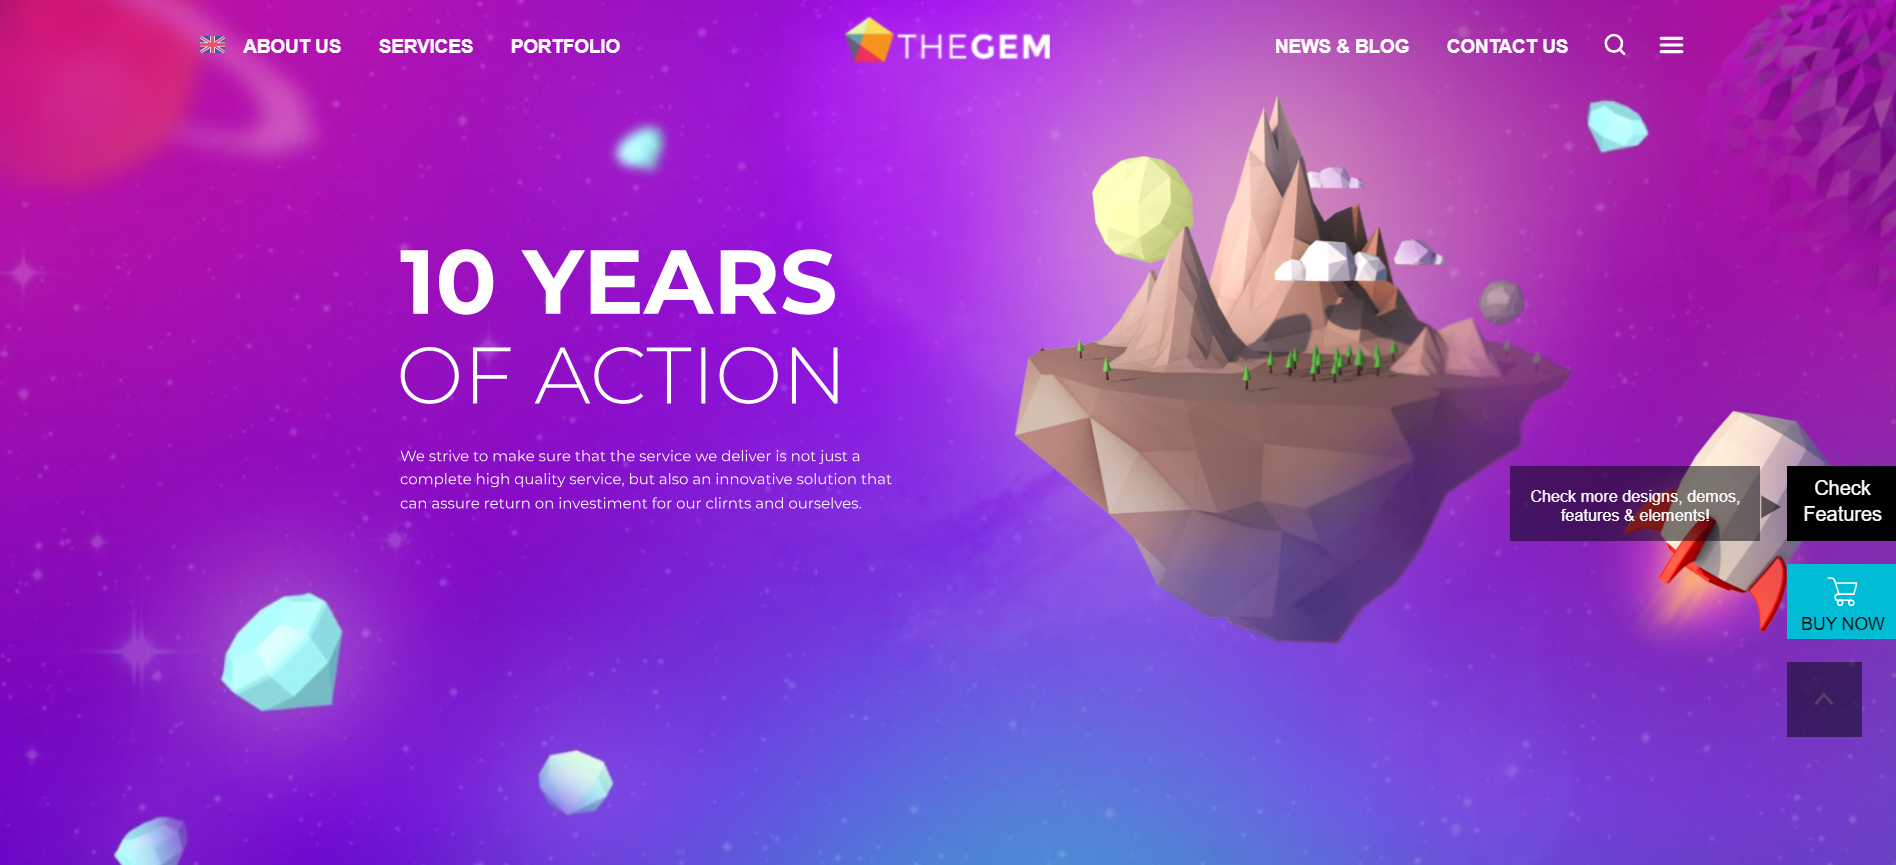 ABOUT US
SERVICES
PORTFOLIO
THEGEM
NEWS & BLOG
CONTACT US
10 YEARS
OF ACTION
We strive to make sure that the service we deliver is not just a
complete high quality service, but also an innovative solution that
can assure return on investiment for our clirnts and ourselves.
Check more designs, demos,
features & elements!
Check
Features
BUY NOW